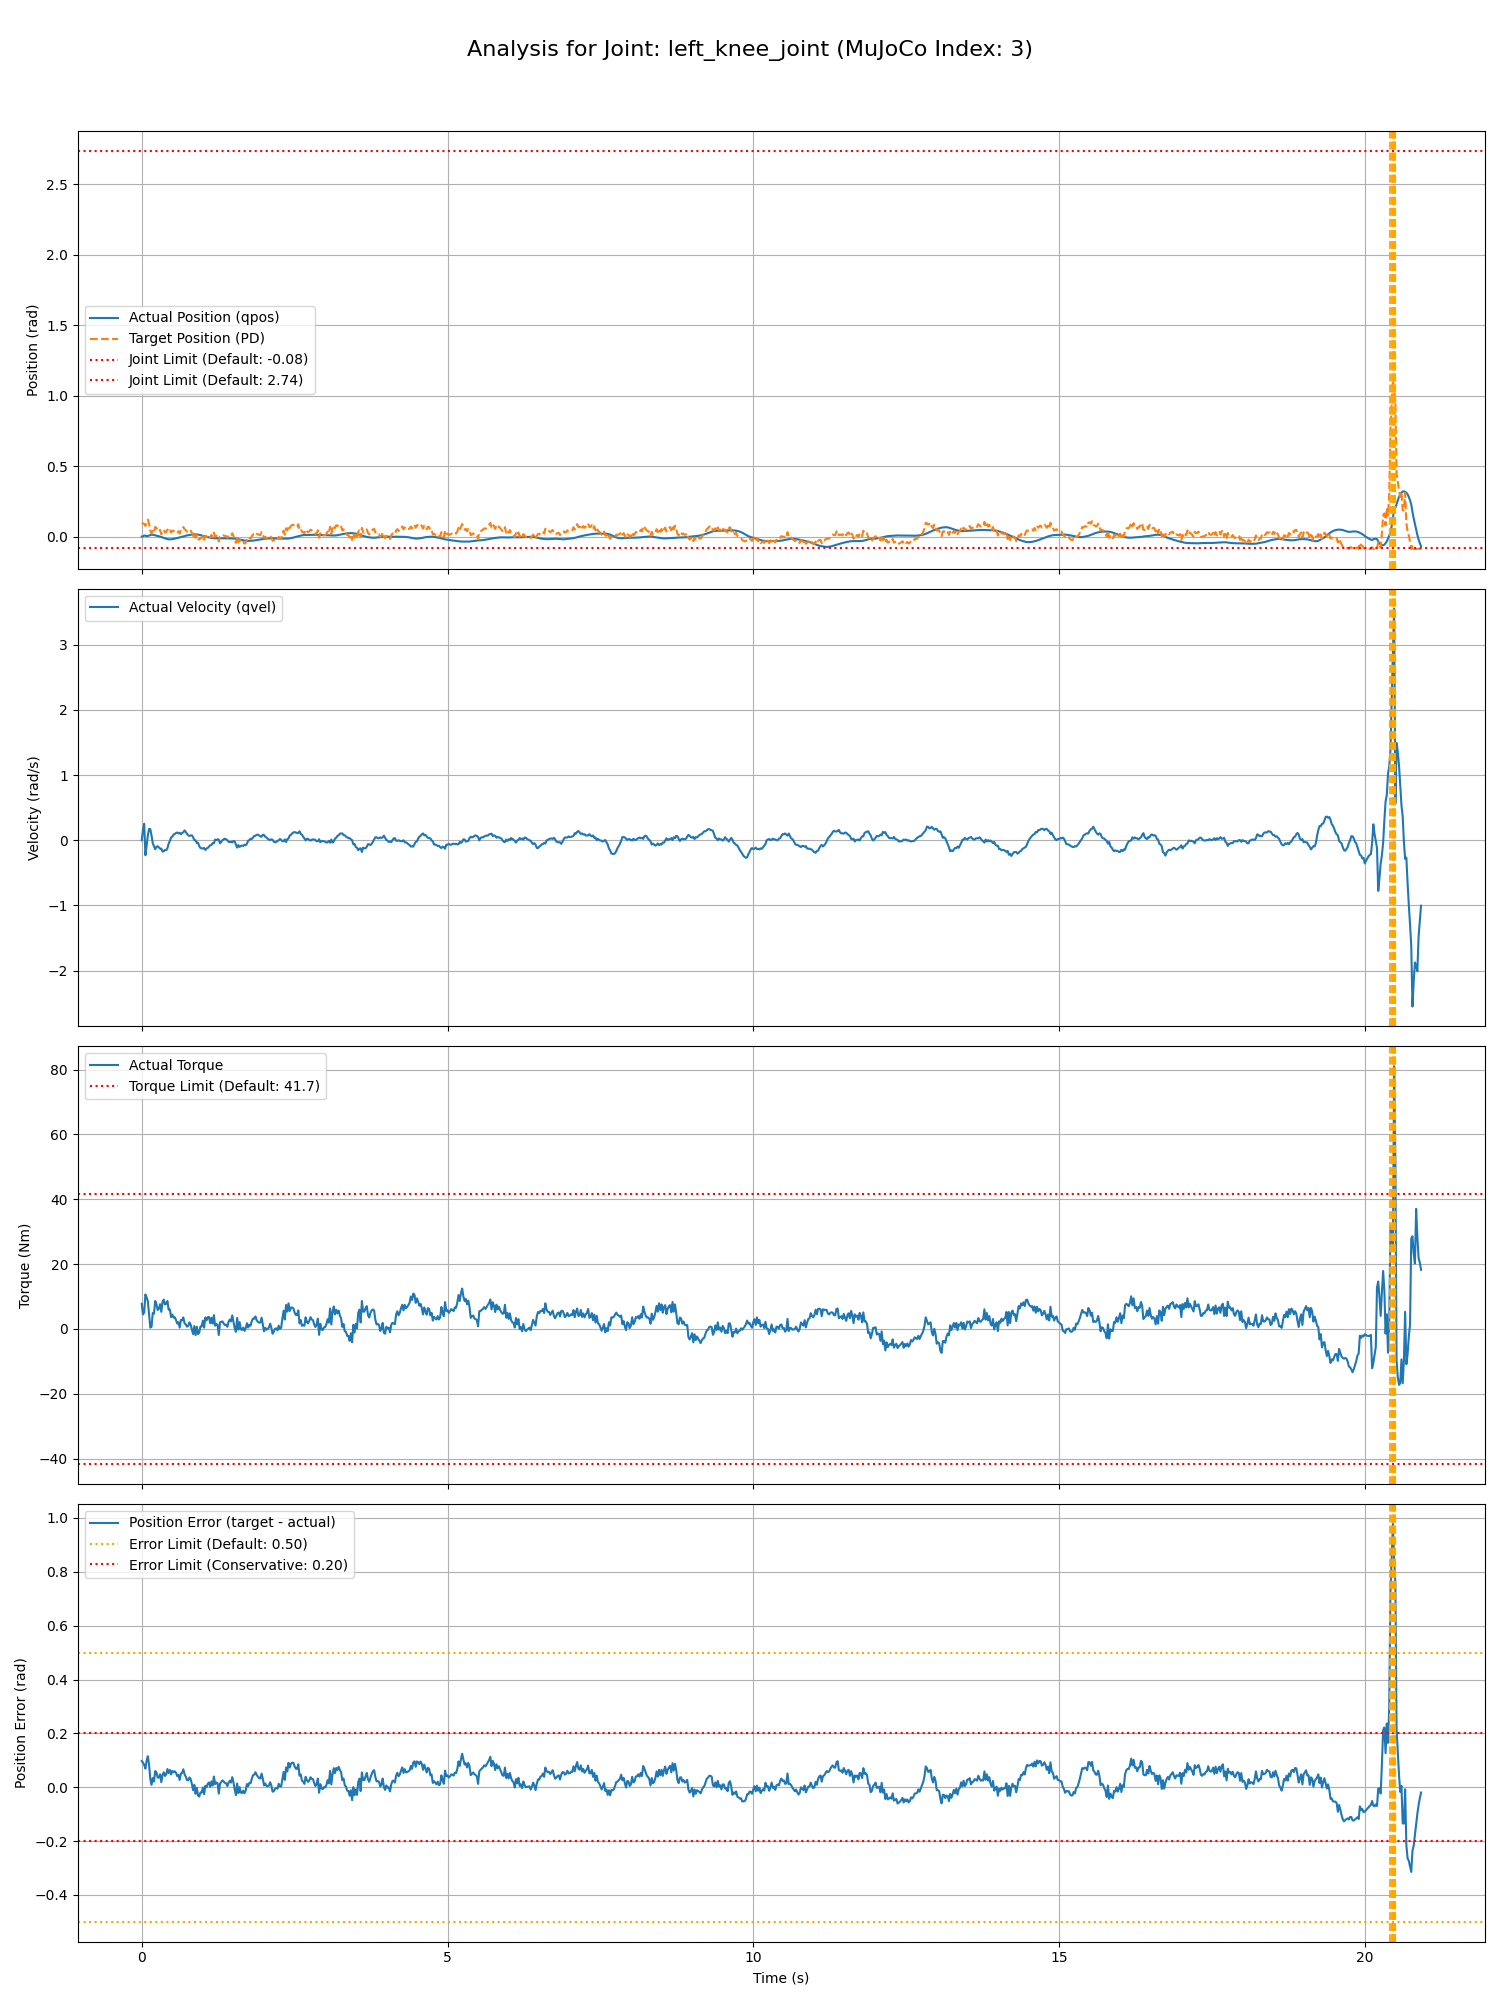 Analysis for Joint: left_knee_joint (MuJoCo Index: 3)
2.5
2.0
1.5
1.0
0.5
0.0
Position (rad)
Actual Position (qpos)
Target Position (PD)
Joint Limit (Default: -0.08)
Joint Limit (Default: 2.74)
3
2
1
0
−1
−2
Velocity (rad/s)
Actual Velocity (qvel)
80
60
40
20
0
−20
−40
Torque (Nm)
Actual Torque
Torque Limit (Default: 41.7)
1.0
0.8
0.6
0.4
0.2
0.0
−0.2
−0.4
Position Error (rad)
Position Error (target - actual)
Error Limit (Default: 0.50)
Error Limit (Conservative: 0.20)
0 5 10 15 20
Time (s)